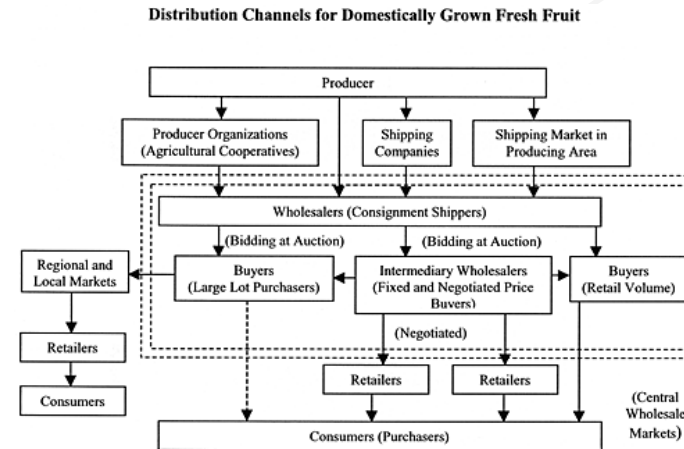 Distribution Channels for Domestically Grown Fresh Fruit
Producer
Producer Organizations
(Agricultural Cooperatives)
Shipping
Companies
Shipping Market in
Producing Area
Wholesalers (Consignment Shippers)
(Bidding at Auction)
(Bidding at Auction)
Regional and
Local Markets
Buyers
(Large Lot Purchasers)
Intermediary Wholesalers
(Fixed and Negotiated Price
Buyers)
Buyers
(Retail Volume)
(Negotiated)
Retailers
Retailers
Retailers
Consumers
(Central
Wholesale
Markets)
Consumers (Purchasers)